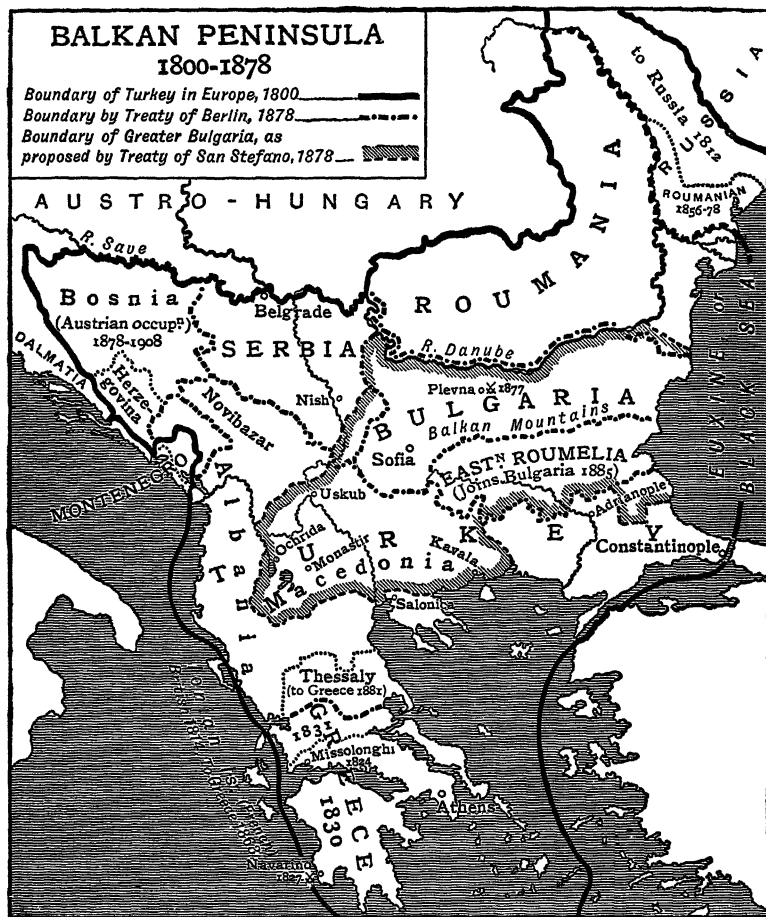 BALKAN PENINSULA
1800-1878
Boundary of Turkey in Europe, 1800
Boundary by Treaty of Berlin, 1878
Boundary of Greater Bulgaria, as
proposed by Treaty of San Stefano, 1878
to Russia 1812
RUSSIA
ROUMANIAN
1856-78
AUSTRO-HUNGARY
R. Save
ROUMANIA
Bosnia
(Austrian occupⁿ)
1878-1908
Belgrade
DALMATIA
SERBIA
R. Danube
EUXINE or
BLACK SEA
Herze-
govina
Novibazar
Nish
Plevna 1877
BULGARIA
Balkan Mountains
Sofia
EASTᴺ ROUMELIA
(Joins Bulgaria 1885)
MONTENEGRO
Albania
Uskub
Adrianople
TURKEY
Ochrida
Monastir
Kavala
Constantinople
Macedonia
Salonica
Thessaly
(to Greece 1881)
Ionian Is
1831
Missolonghi
1824
GREECE
1830
Athens
Navarino
1827